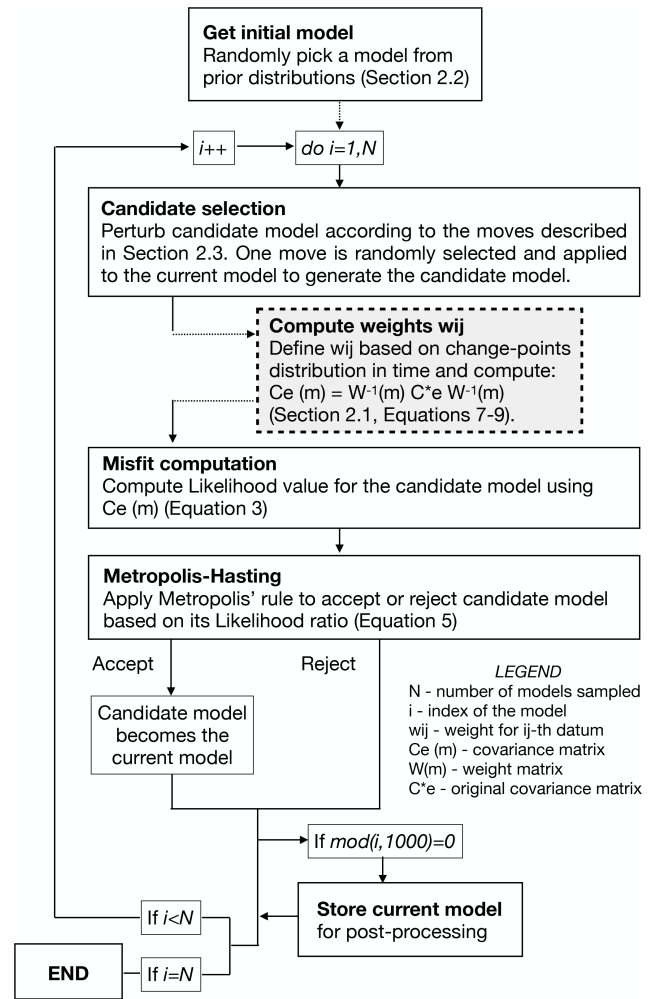 Get initial model
Randomly pick a model from
prior distributions (Section 2.2)
i++
do i=1,N
Candidate selection
Perturb candidate model according to the moves described
in Section 2.3. One move is randomly selected and applied
to the current model to generate the candidate model.
Compute weights wij
Define wij based on change-points
distribution in time and compute:
Ce (m) = W⁻¹(m) C*e W⁻¹(m)
(Section 2.1, Equations 7-9).
Misfit computation
Compute Likelihood value for the candidate model using
Ce (m) (Equation 3)
Metropolis-Hasting
Apply Metropolis’ rule to accept or reject candidate model
based on its Likelihood ratio (Equation 5)
Accept
Reject
Candidate model
becomes the
current model
LEGEND
N - number of models sampled
i - index of the model
wij - weight for ij-th datum
Ce (m) - covariance matrix
W(m) - weight matrix
C*e - original covariance matrix
If mod(i,1000)=0
Store current model
for post-processing
If i<N
If i=N
END